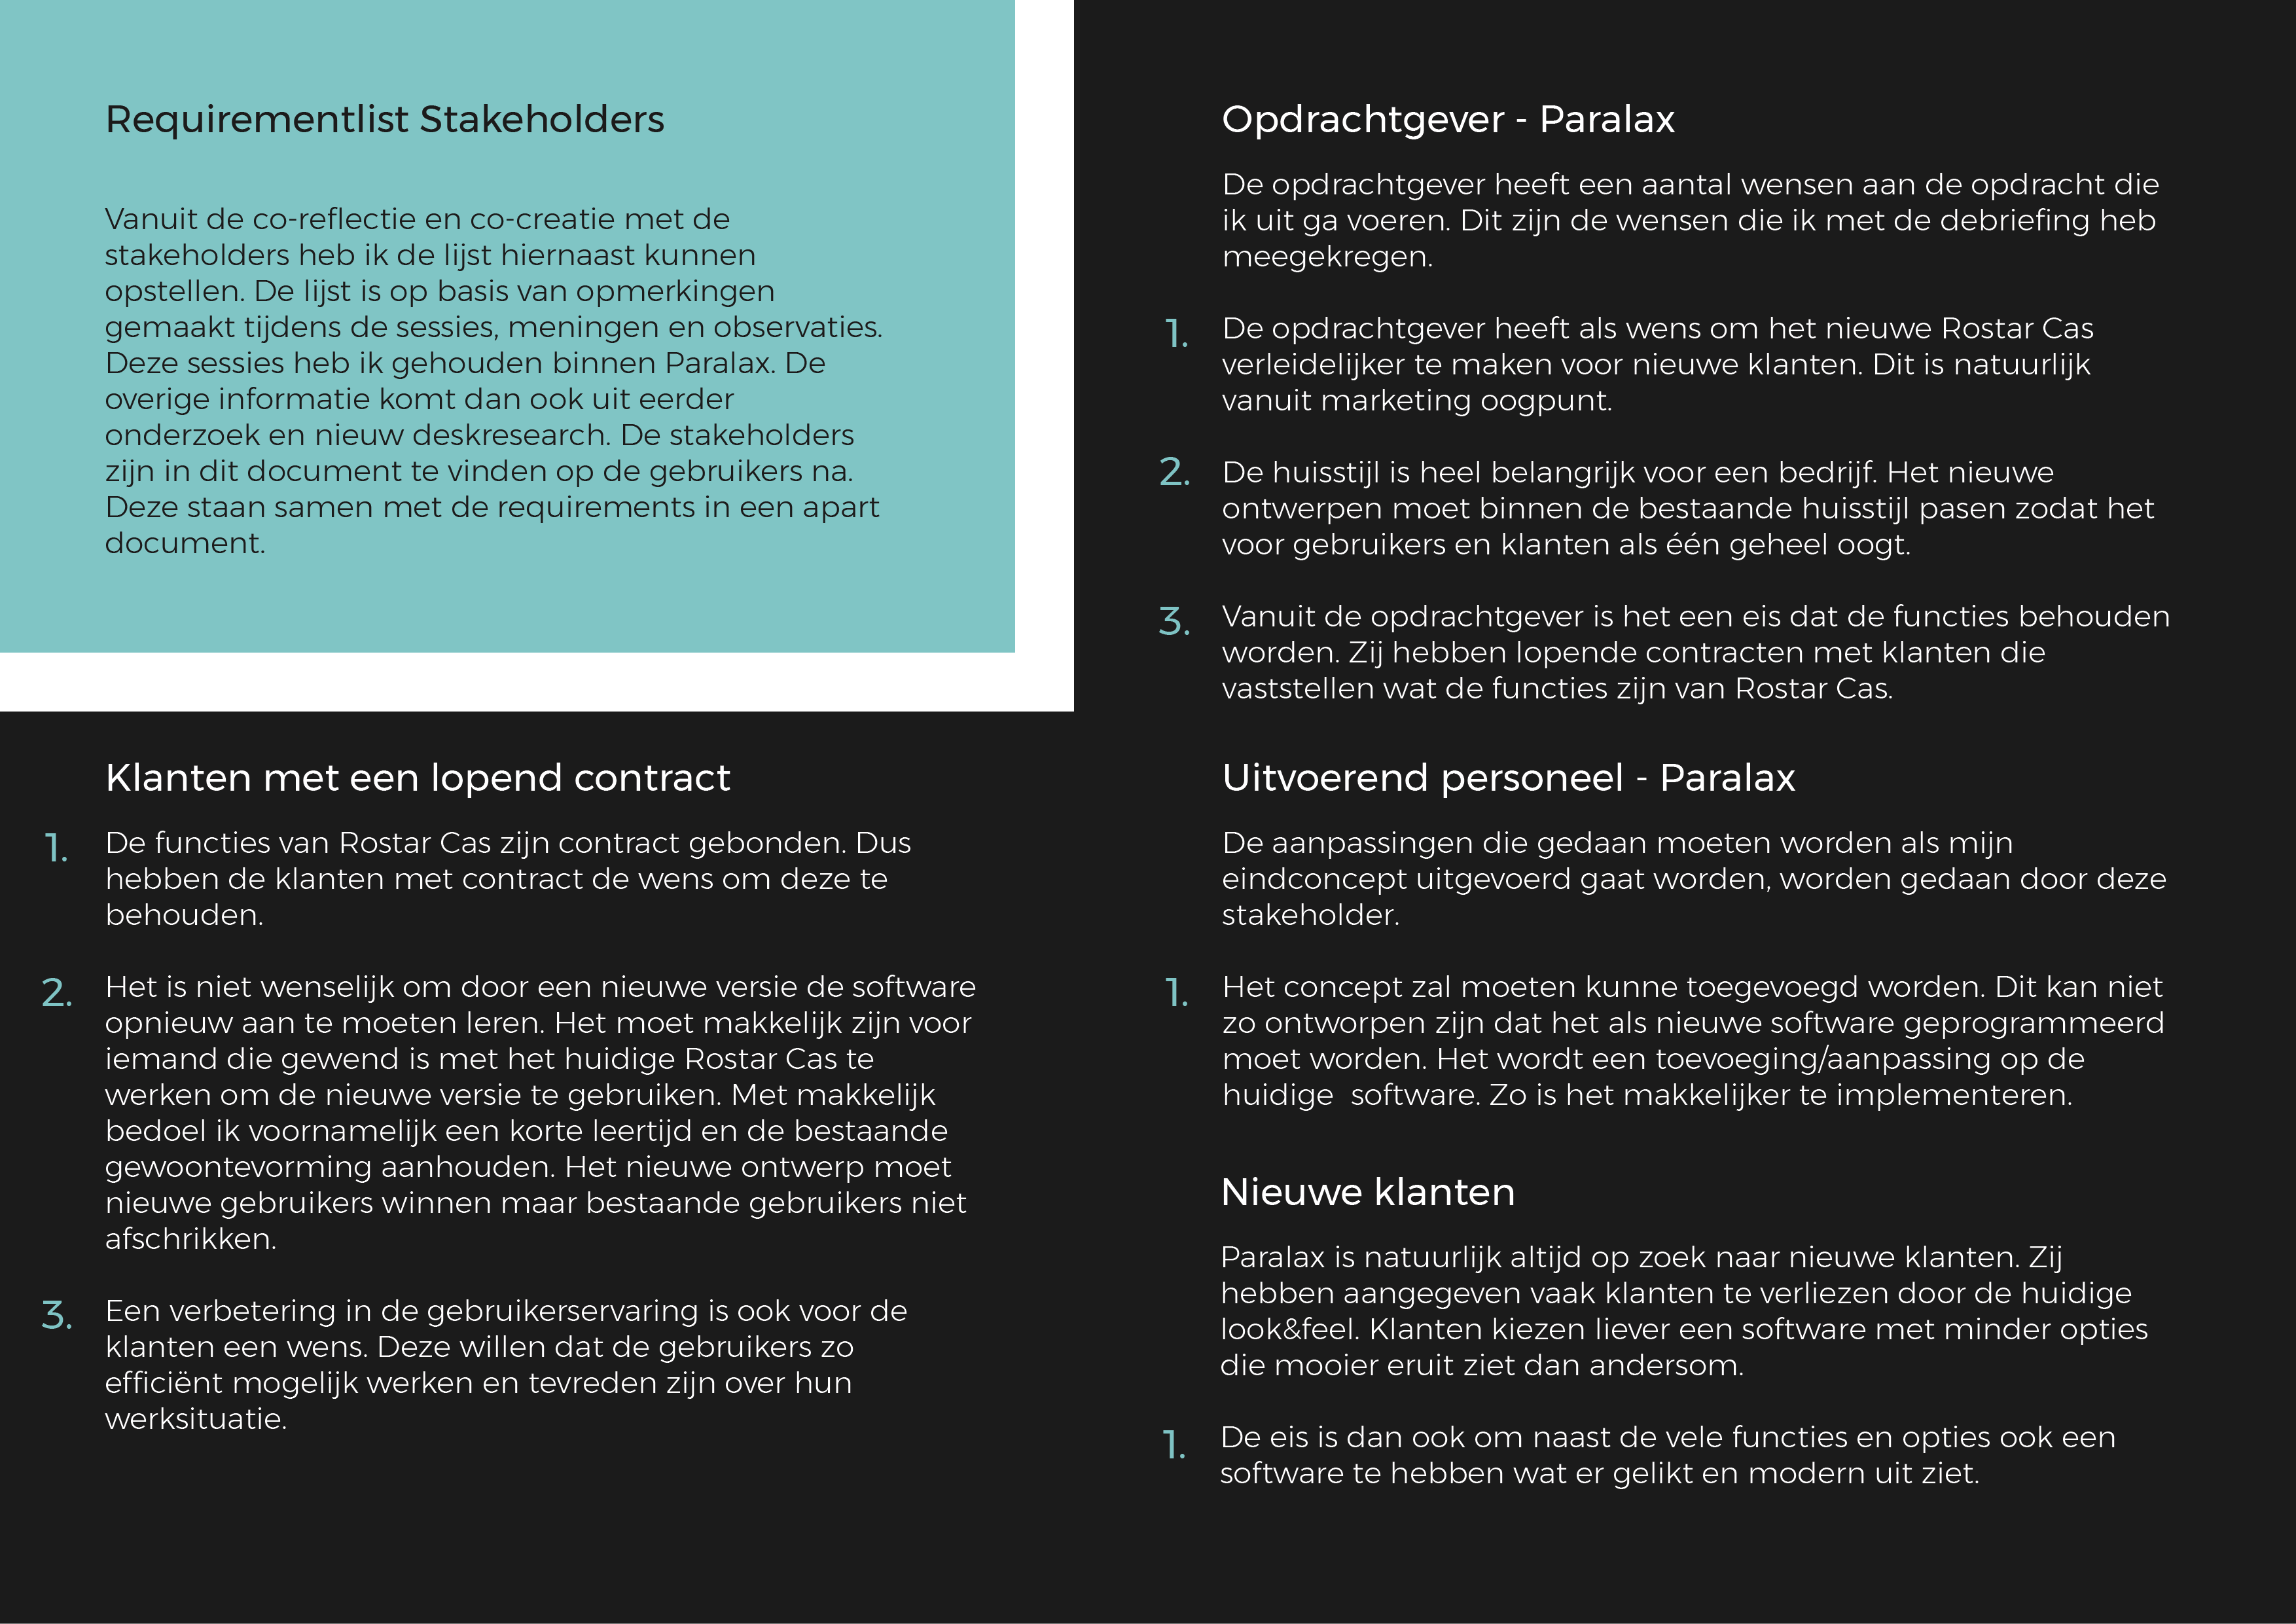 Requirementlist Stakeholders
Vanuit de co-reflectie en co-creatie met de
stakeholders heb ik de lijst hiernaast kunnen
opstellen. De lijst is op basis van opmerkingen
gemaakt tijdens de sessies, meningen en observaties.
Deze sessies heb ik gehouden binnen Paralax. De
overige informatie komt dan ook uit eerder
onderzoek en nieuw deskresearch. De stakeholders
zijn in dit document te vinden op de gebruikers na.
Deze staan samen met de requirements in een apart
document.
Klanten met een lopend contract
1. De functies van Rostar Cas zijn contract gebonden. Dus
hebben de klanten met contract de wens om deze te
behouden.
2. Het is niet wenselijk om door een nieuwe versie de software
opnieuw aan te moeten leren. Het moet makkelijk zijn voor
iemand die gewend is met het huidige Rostar Cas te
werken om de nieuwe versie te gebruiken. Met makkelijk
bedoel ik voornamelijk een korte leertijd en de bestaande
gewoontevorming aanhouden. Het nieuwe ontwerp moet
nieuwe gebruikers winnen maar bestaande gebruikers niet
afschrikken.
3. Een verbetering in de gebruikerservaring is ook voor de
klanten een wens. Deze willen dat de gebruikers zo
efficiënt mogelijk werken en tevreden zijn over hun
werksituatie.
Opdrachtgever - Paralax
De opdrachtgever heeft een aantal wensen aan de opdracht die
ik uit ga voeren. Dit zijn de wensen die ik met de debriefing heb
meegekregen.
1. De opdrachtgever heeft als wens om het nieuwe Rostar Cas
verleidelijker te maken voor nieuwe klanten. Dit is natuurlijk
vanuit marketing oogpunt.
2. De huisstijl is heel belangrijk voor een bedrijf. Het nieuwe
ontwerpen moet binnen de bestaande huisstijl pasen zodat het
voor gebruikers en klanten als één geheel oogt.
3. Vanuit de opdrachtgever is het een eis dat de functies behouden
worden. Zij hebben lopende contracten met klanten die
vaststellen wat de functies zijn van Rostar Cas.
Uitvoerend personeel - Paralax
De aanpassingen die gedaan moeten worden als mijn
eindconcept uitgevoerd gaat worden, worden gedaan door deze
stakeholder.
1. Het concept zal moeten kunne toegevoegd worden. Dit kan niet
zo ontworpen zijn dat het als nieuwe software geprogrammeerd
moet worden. Het wordt een toevoeging/aanpassing op de
huidige  software. Zo is het makkelijker te implementeren.
Nieuwe klanten
Paralax is natuurlijk altijd op zoek naar nieuwe klanten. Zij
hebben aangegeven vaak klanten te verliezen door de huidige
look&feel. Klanten kiezen liever een software met minder opties
die mooier eruit ziet dan andersom.
1. De eis is dan ook om naast de vele functies en opties ook een
software te hebben wat er gelikt en modern uit ziet.